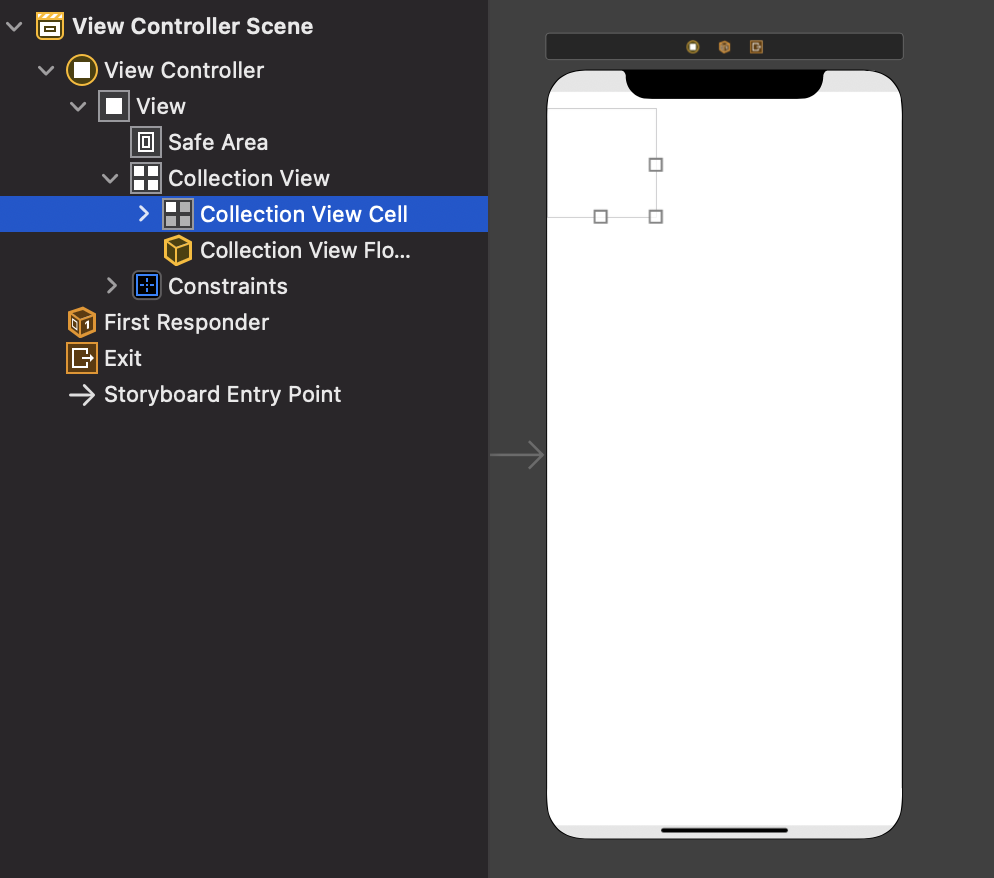 View Controller Scene
View Controller
View
Safe Area
Collection View
Collection View Cell
Collection View Flo...
Constraints
First Responder
Exit
Storyboard Entry Point